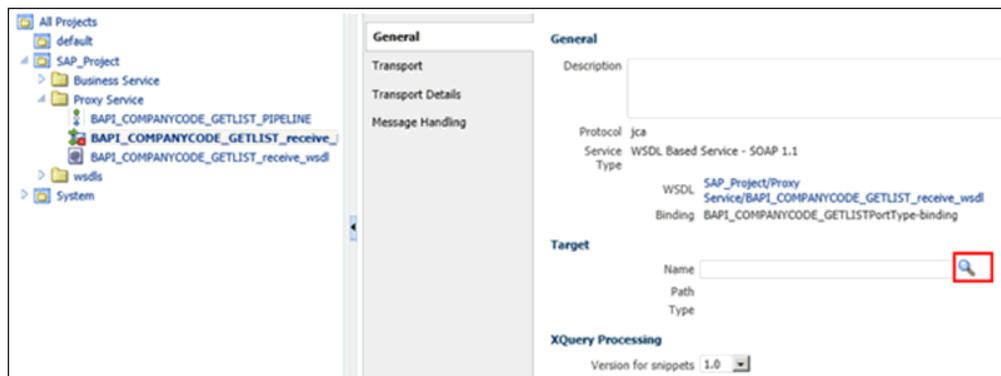 All Projects
default
SAP_Project
Business Service
Proxy Service
BAPI_COMPANYCODE_GETLIST_PIPELINE
BAPI_COMPANYCODE_GETLIST_receive_
BAPI_COMPANYCODE_GETLIST_receive_wsdl
wsdls
System
General
Transport
Transport Details
Message Handling
General
Description
Protocol jca
Service Type WSDL Based Service - SOAP 1.1
WSDL SAP_Project/Proxy
Service/BAPI_COMPANYCODE_GETLIST_receive_wsdl
Binding BAPI_COMPANYCODE_GETLISTPortType-binding
Target
Name
Path
Type
XQuery Processing
Version for snippets 1.0